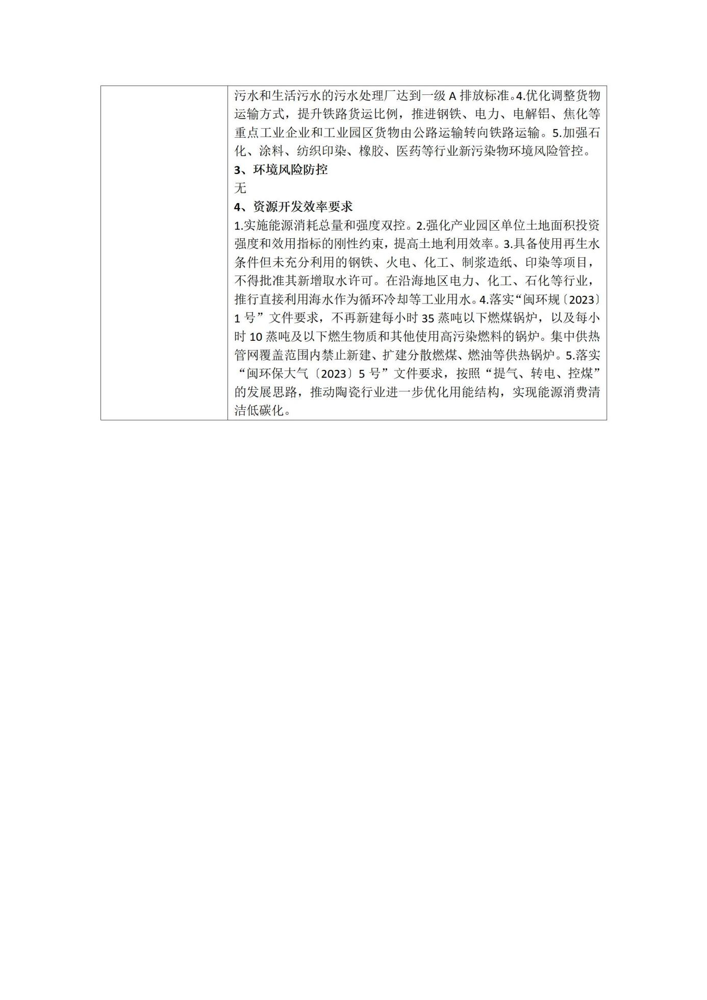 污水和生活污水的污水处理厂达到一级 A 排放标准。4.优化调整货物
运输方式，提升铁路货运比例，推进钢铁、电力、电解铝、焦化等
重点工业企业和工业园区货物由公路运输转向铁路运输。5.加强石
化、涂料、纺织印染、橡胶、医药等行业新污染物环境风险管控。
3、环境风险防控
无
4、资源开发效率要求
1.实施能源消耗总量和强度双控。2.强化产业园区单位土地面积投资
强度和效用指标的刚性约束，提高土地利用效率。3.具备使用再生水
条件但未充分利用的钢铁、火电、化工、制浆造纸、印染等项目，
不得批准其新增取水许可。在沿海地区电力、化工、石化等行业，
推行直接利用海水作为循环冷却等工业用水。4.落实“闽环规〔2023〕
1 号”文件要求，不再新建每小时 35 蒸吨以下燃煤锅炉，以及每小
时 10 蒸吨及以下燃生物质和其他使用高污染燃料的锅炉。集中供热
管网覆盖范围内禁止新建、扩建分散燃煤、燃油等供热锅炉。5.落实
“闽环保大气〔2023〕5 号”文件要求，按照“提气、转电、控煤”
的发展思路，推动陶瓷行业进一步优化用能结构，实现能源消费清
洁低碳化。